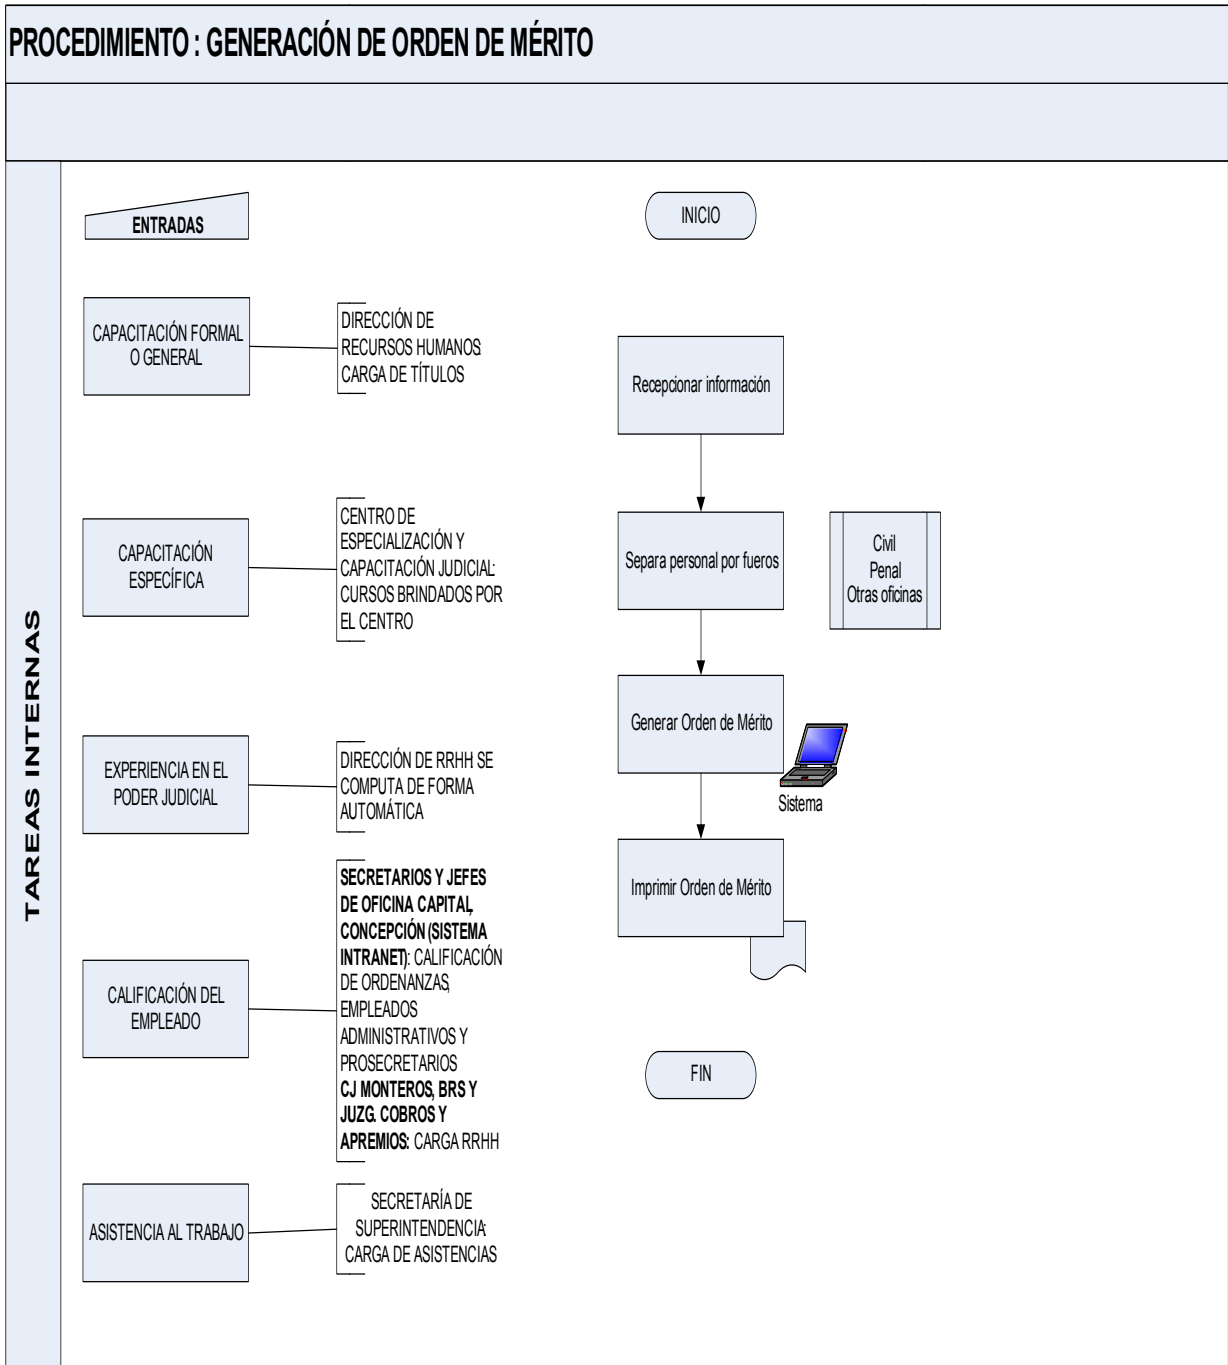 PROCEDIMIENTO : GENERACIÓN DE ORDEN DE MÉRITO
TAREAS INTERNAS
ENTRADAS
CAPACITACIÓN FORMAL
O GENERAL
DIRECCIÓN DE
RECURSOS HUMANOS:
CARGA DE TÍTULOS
CAPACITACIÓN
ESPECÍFICA
CENTRO DE
ESPECIALIZACIÓN Y
CAPACITACIÓN JUDICIAL:
CURSOS BRINDADOS POR
EL CENTRO
EXPERIENCIA EN EL
PODER JUDICIAL
DIRECCIÓN DE RRHH SE
COMPUTA DE FORMA
AUTOMÁTICA
CALIFICACIÓN DEL
EMPLEADO
SECRETARIOS Y JEFES
DE OFICINA CAPITAL,
CONCEPCIÓN (SISTEMA
INTRANET): CALIFICACIÓN
DE ORDENANZAS,
EMPLEADOS
ADMINISTRATIVOS Y
PROSECRETARIOS
CJ MONTEROS, BRS Y
JUZG. COBROS Y
APREMIOS: CARGA RRHH
ASISTENCIA AL TRABAJO
SECRETARÍA DE
SUPERINTENDENCIA:
CARGA DE ASISTENCIAS
INICIO
Recepcionar información
Separa personal por fueros
Civil
Penal
Otras oficinas
Generar Orden de Mérito
Sistema
Imprimir Orden de Mérito
FIN